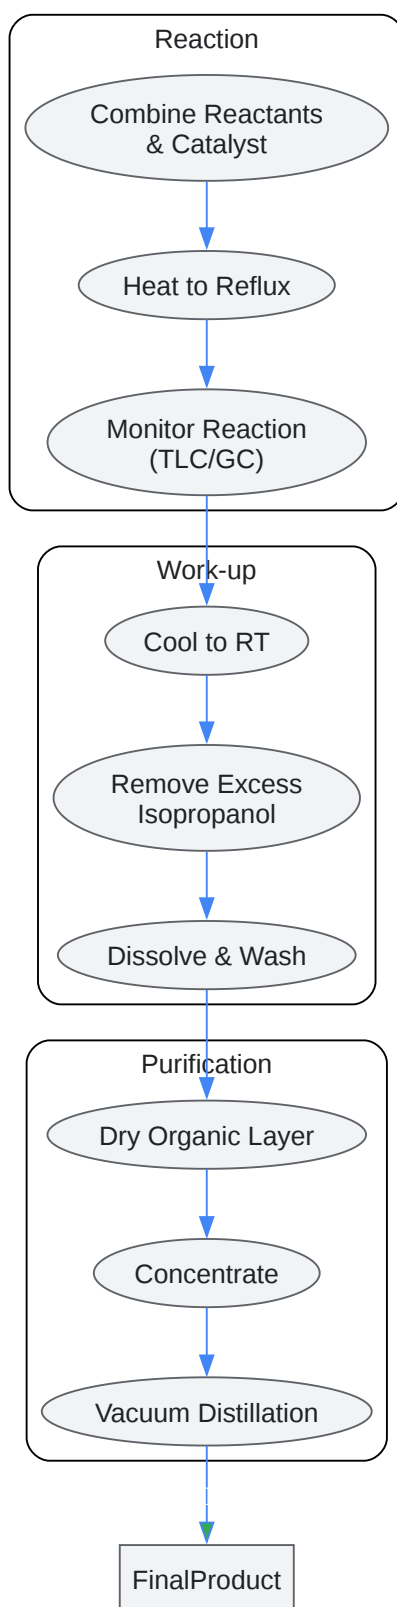 Reaction
Combine Reactants
& Catalyst
Heat to Reflux
Monitor Reaction
(TLC/GC)
Work-up
Cool to RT
Remove Excess
Isopropanol
Dissolve & Wash
Purification
Dry Organic Layer
Concentrate
Vacuum Distillation
FinalProduct